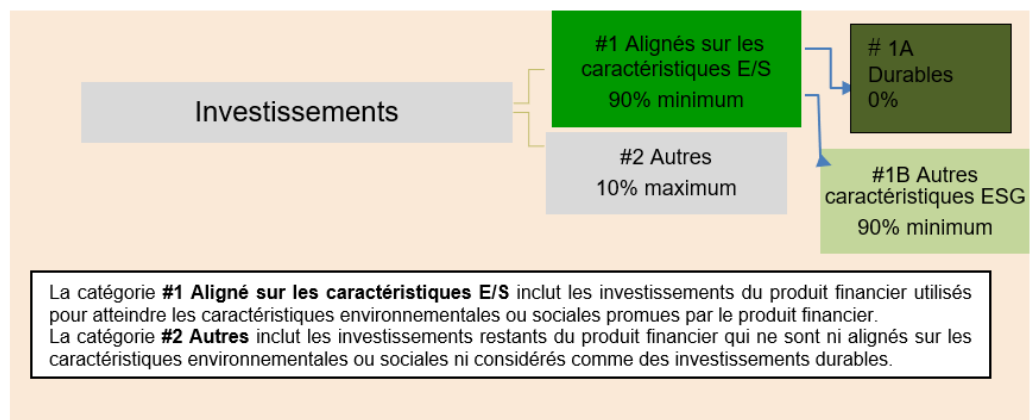 Investissements
#1 Alignés sur les
caractéristiques E/S
90% minimum
#2 Autres
10% maximum
# 1A
Durables
0%
#1B Autres
caractéristiques ESG
90% minimum
La catégorie #1 Aligné sur les caractéristiques E/S inclut les investissements du produit financier utilisés
pour atteindre les caractéristiques environnementales ou sociales promues par le produit financier.
La catégorie #2 Autres inclut les investissements restants du produit financier qui ne sont ni alignés sur les
caractéristiques environnementales ou sociales ni considérés comme des investissements durables.